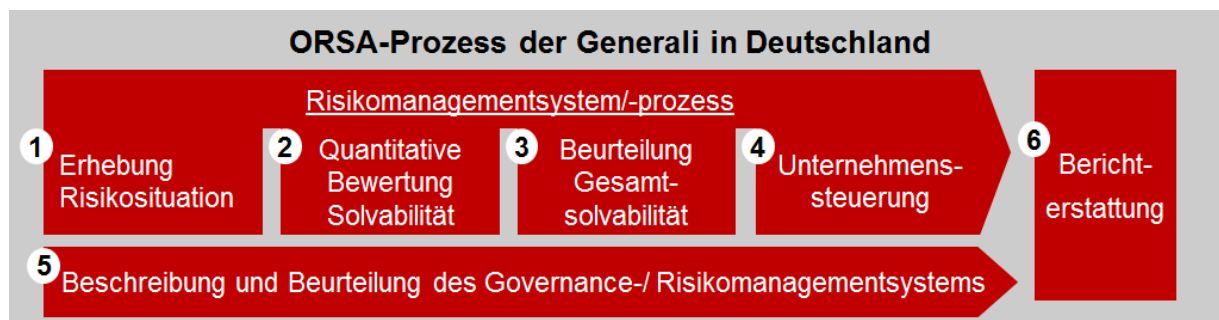 ORSA-Prozess der Generali in Deutschland
Risikomanagementsystem/-prozess
1
Erhebung
Risikosituation
2
Quantitative
Bewertung
Solvabilität
3
Beurteilung
Gesamt-
solvabilität
4
Unternehmens-
steuerung
5
Beschreibung und Beurteilung des Governance-/ Risikomanagementsystems
6
Bericht-
erstattung